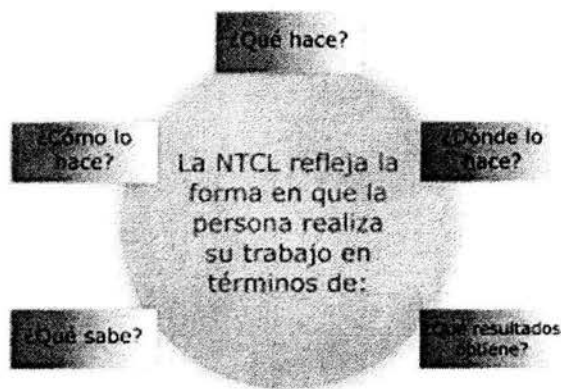 ¿Qué hace?
¿Cómo lo
hace?
¿Dónde lo
hace?
La NTCL refleja la
forma en que la
persona realiza
su trabajo en
términos de:
¿Qué sabe?
¿Qué resultados
obtiene?